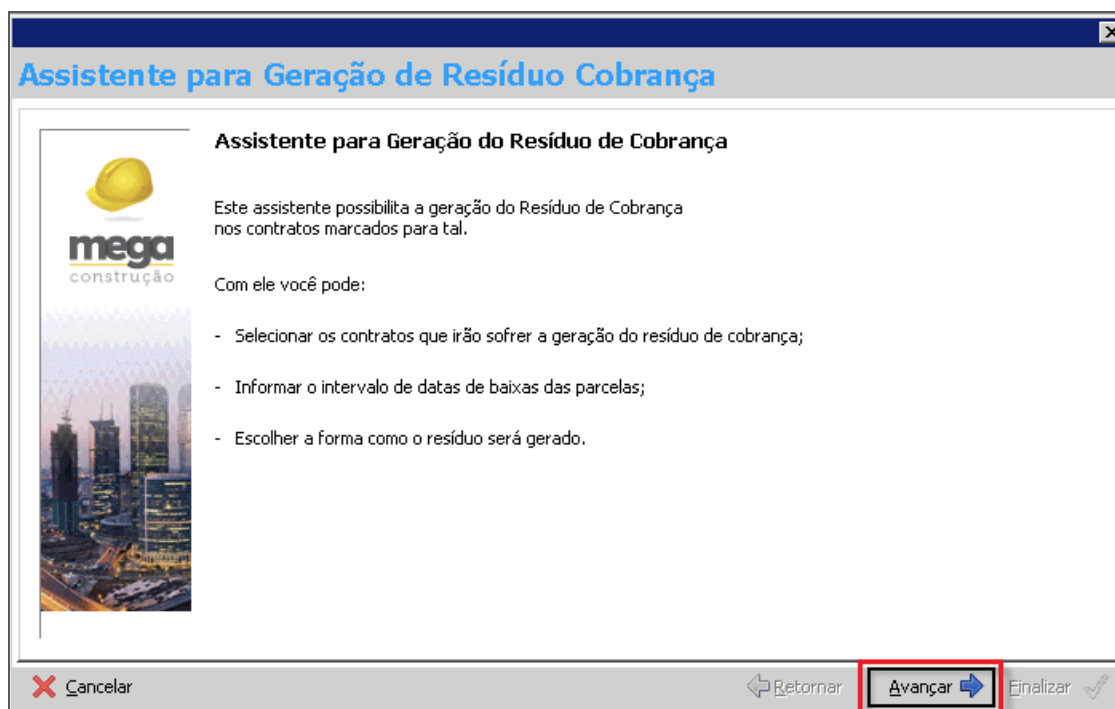 Assistente para Geração de Resíduo Cobrança
Assistente para Geração do Resíduo de Cobrança
mega
construção
Este assistente possibilita a geração do Resíduo de Cobrança
nos contratos marcados para tal.
Com ele você pode:
- Selecionar os contratos que irão sofrer a geração do resíduo de cobrança;
- Informar o intervalo de datas de baixas das parcelas;
- Escolher a forma como o resíduo será gerado.
Cancelar
Retornar
Avançar
Finalizar